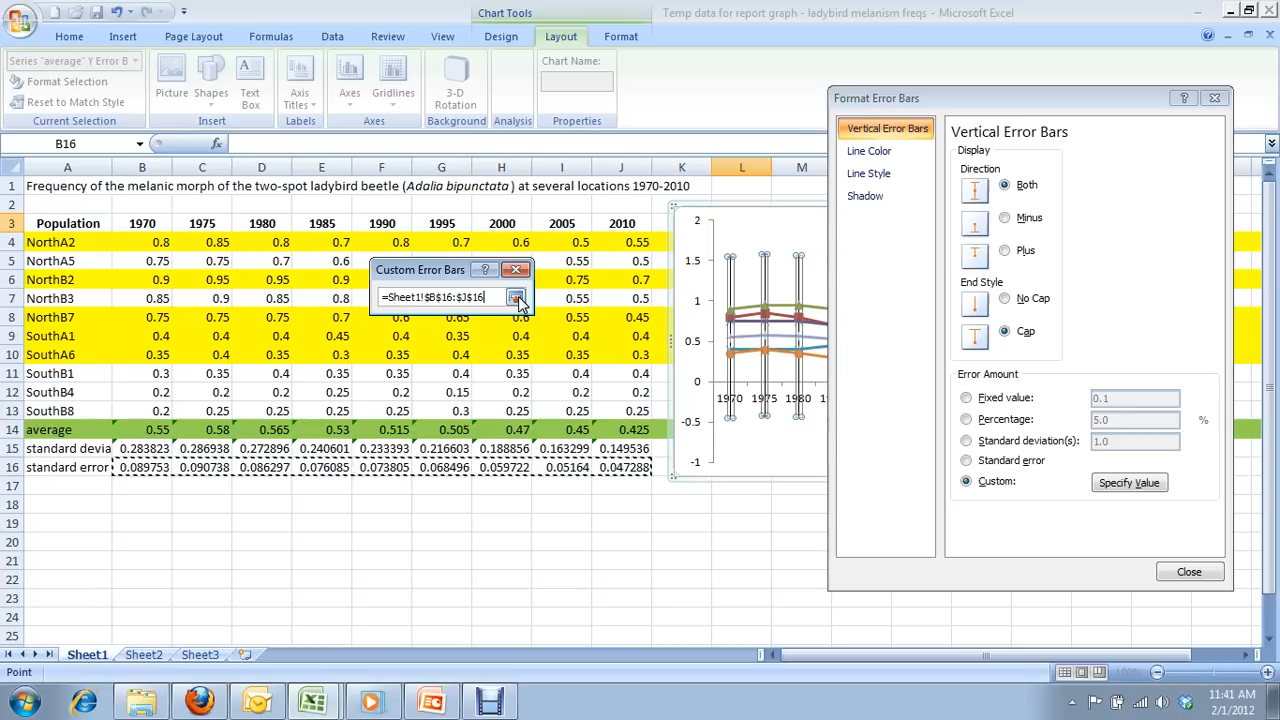 Chart Tools
Temp data for report graph - ladybird melanism freqs - Microsoft Excel
Home Insert Page Layout Formulas Data Review View Design Layout Format
Series "average" Y Error B
Format Selection
Reset to Match Style
Current Selection
Picture Shapes Text Box
Insert
Axis Titles
Labels
Axes Gridlines
Axes
3-D Rotation
Background
Analysis
Chart Name:
Properties
B16
fx
A B C D E F G H I J K L M
1 Frequency of the melanic morph of the two-spot ladybird beetle (Adalia bipunctata) at several locations 1970-2010
2
3 Population 1970 1975 1980 1985 1990 1995 2000 2005 2010
4 NorthA2 0.8 0.85 0.8 0.7 0.8 0.7 0.6 0.5 0.55
5 NorthA5 0.75 0.75 0.7 0.6 0.55 0.5
6 NorthB2 0.9 0.95 0.95 0.9 0.75 0.7
7 NorthB3 0.85 0.9 0.85 0.8 0.55 0.5
8 NorthB7 0.75 0.75 0.75 0.7 0.6 0.65 0.6 0.55 0.45
9 SouthA1 0.4 0.4 0.4 0.45 0.4 0.35 0.4 0.35 0.4
10 SouthA6 0.35 0.4 0.35 0.3 0.35 0.4 0.35 0.35 0.3
11 SouthB1 0.3 0.35 0.4 0.35 0.35 0.4 0.35 0.4 0.4
12 SouthB4 0.2 0.2 0.2 0.25 0.2 0.15 0.2 0.2 0.2
13 SouthB8 0.2 0.25 0.25 0.25 0.25 0.3 0.25 0.25 0.25
14 average 0.55 0.58 0.565 0.53 0.515 0.505 0.47 0.45 0.425
15 standard devia 0.283823 0.286938 0.272896 0.240601 0.233393 0.216603 0.188856 0.163299 0.149536
16 standard error 0.089753 0.090738 0.086297 0.076085 0.073805 0.068496 0.059722 0.05164 0.047288
17
18
19
20
21
22
23
24
25
Custom Error Bars
=Sheet1!$B$16:$J$16
2
1.5
1
0.5
0
-0.5
-1
1970 1975 1980
Format Error Bars
Vertical Error Bars
Line Color
Line Style
Shadow
Vertical Error Bars
Display
Direction
Both
Minus
Plus
End Style
No Cap
Cap
Error Amount
Fixed value: 0.1
Percentage: 5.0 %
Standard deviation(s): 1.0
Standard error
Custom: Specify Value
Close
Sheet1 Sheet2 Sheet3
Point
100%
11:41 AM
2/1/2012